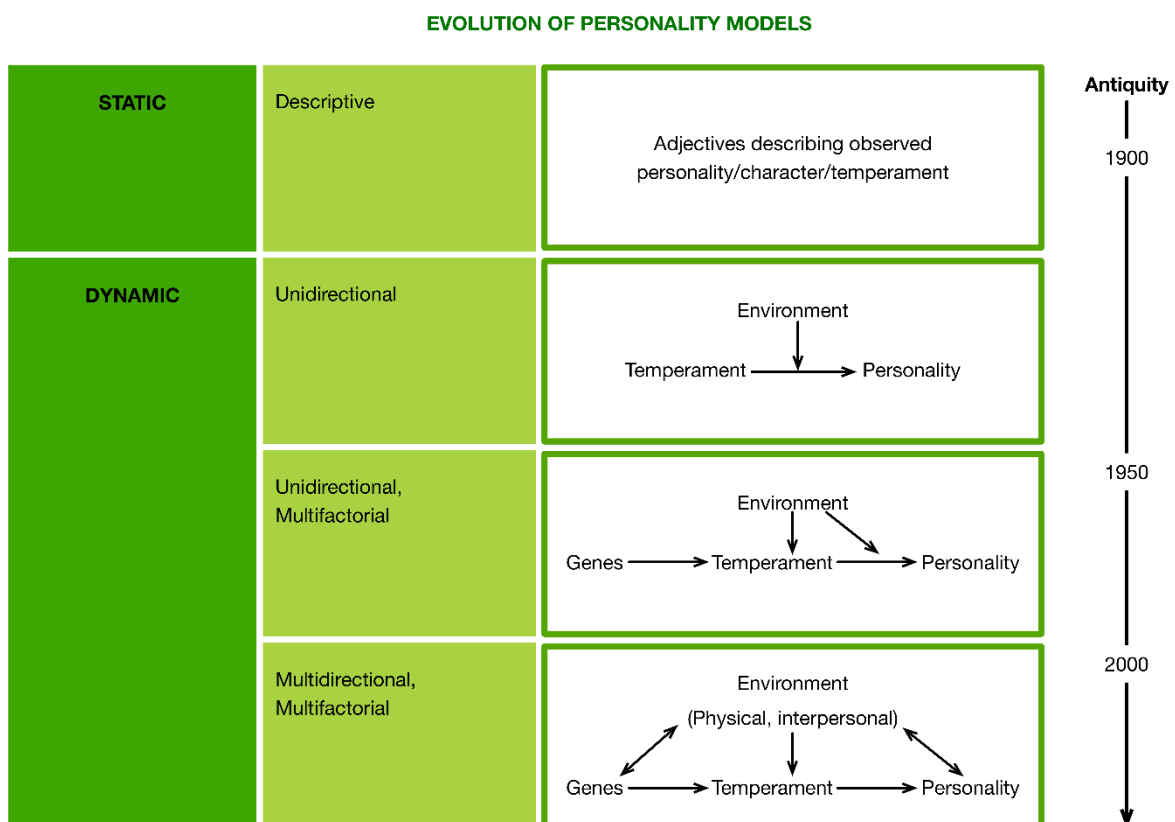 EVOLUTION OF PERSONALITY MODELS
STATIC
Descriptive
Adjectives describing observed
personality/character/temperament
Antiquity
1900
DYNAMIC
Unidirectional
Environment
Temperament
Personality
Unidirectional,
Multifactorial
Environment
Genes
Temperament
Personality
1950
Multidirectional,
Multifactorial
Environment
(Physical, interpersonal)
Genes
Temperament
Personality
2000